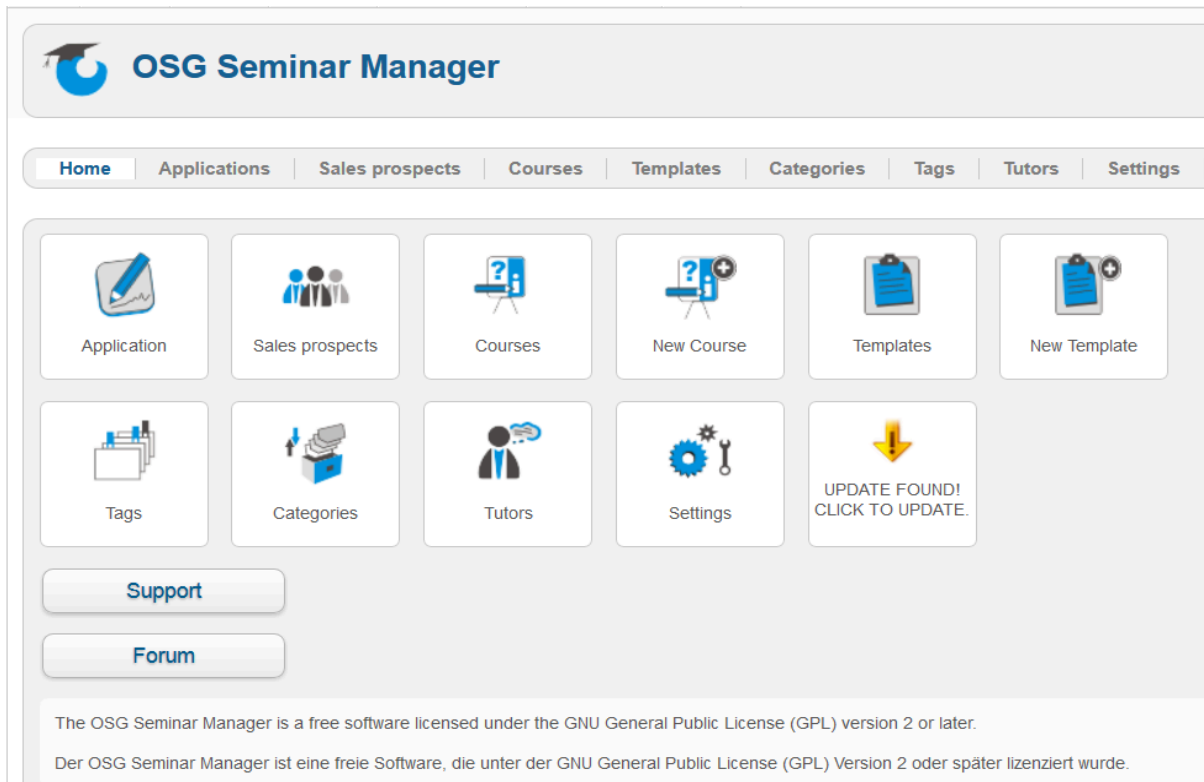 OSG Seminar Manager
Home Applications Sales prospects Courses Templates Categories Tags Tutors Settings
Application Sales prospects Courses New Course Templates New Template
Tags Categories Tutors Settings UPDATE FOUND!
CLICK TO UPDATE.
Support
Forum
The OSG Seminar Manager is a free software licensed under the GNU General Public License (GPL) version 2 or later.
Der OSG Seminar Manager ist eine freie Software, die unter der GNU General Public License (GPL) Version 2 oder später lizenziert wurde.